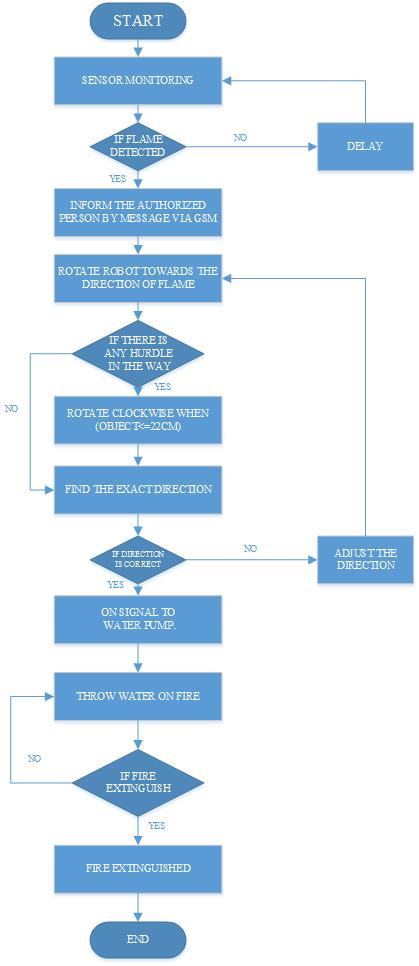 START
SENSOR MONITORING
IF FLAME
DETECTED
NO
DELAY
YES
INFORM THE AUTHORIZED
PERSON BY MESSAGE VIA GSM
ROTATE ROBOT TOWARDS THE
DIRECTION OF FLAME
IF THERE IS
ANY HURDLE
IN THE WAY
YES
NO
ROTATE CLOCKWISE WHEN
(OBJECT<=22CM)
FIND THE EXACT DIRECTION
IF DIRECTION
IS CORRECT
NO
ADJUST THE
DIRECTION
YES
ON SIGNAL TO
WATER PUMP.
THROW WATER ON FIRE
NO
IF FIRE
EXTINGUISH
YES
FIRE EXTINGUISHED
END